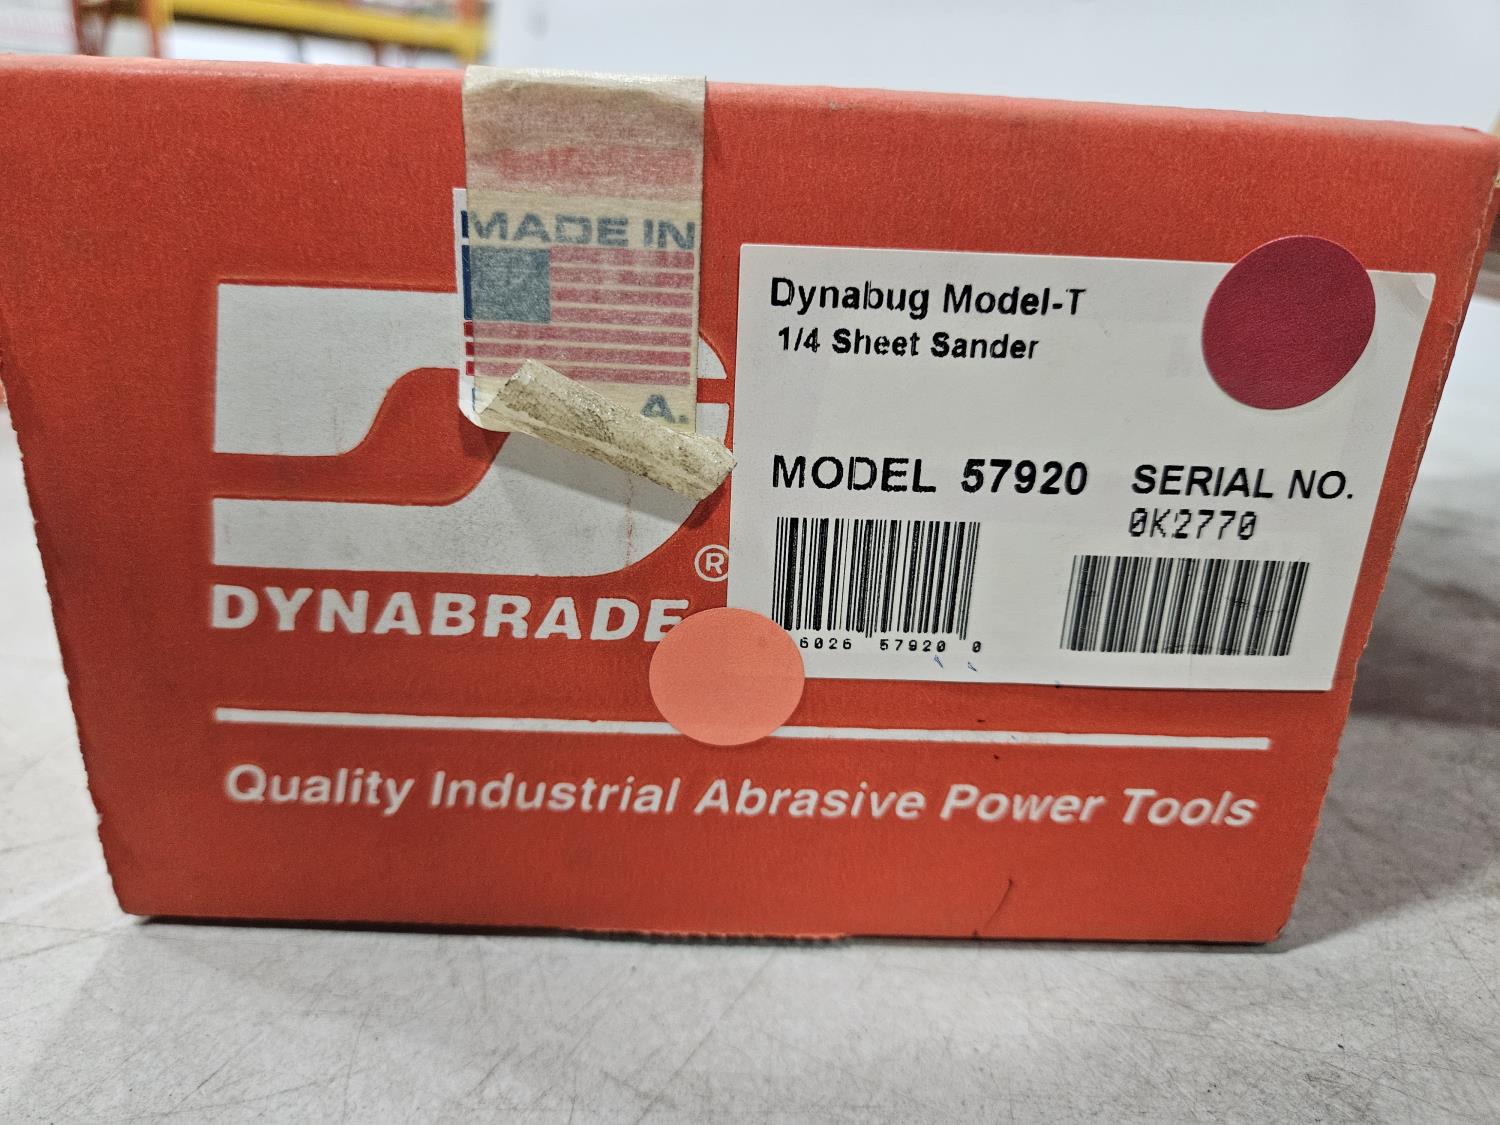 MADE IN
A.
Dynabug Model-T
1/4 Sheet Sander
MODEL 57920
SERIAL NO.
0K2770
6026 57920 0
®
DYNABRADE
Quality Industrial Abrasive Power Tools